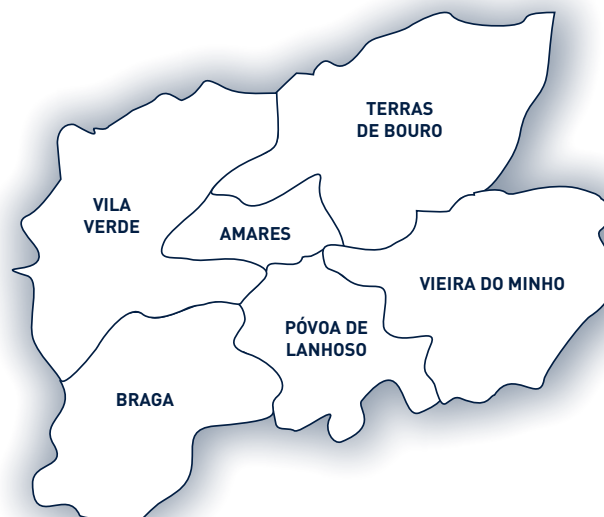 TERRAS
DE BOURO
VILA
VERDE
AMARES
VIEIRA DO MINHO
PÓVOA DE
LANHOSO
BRAGA